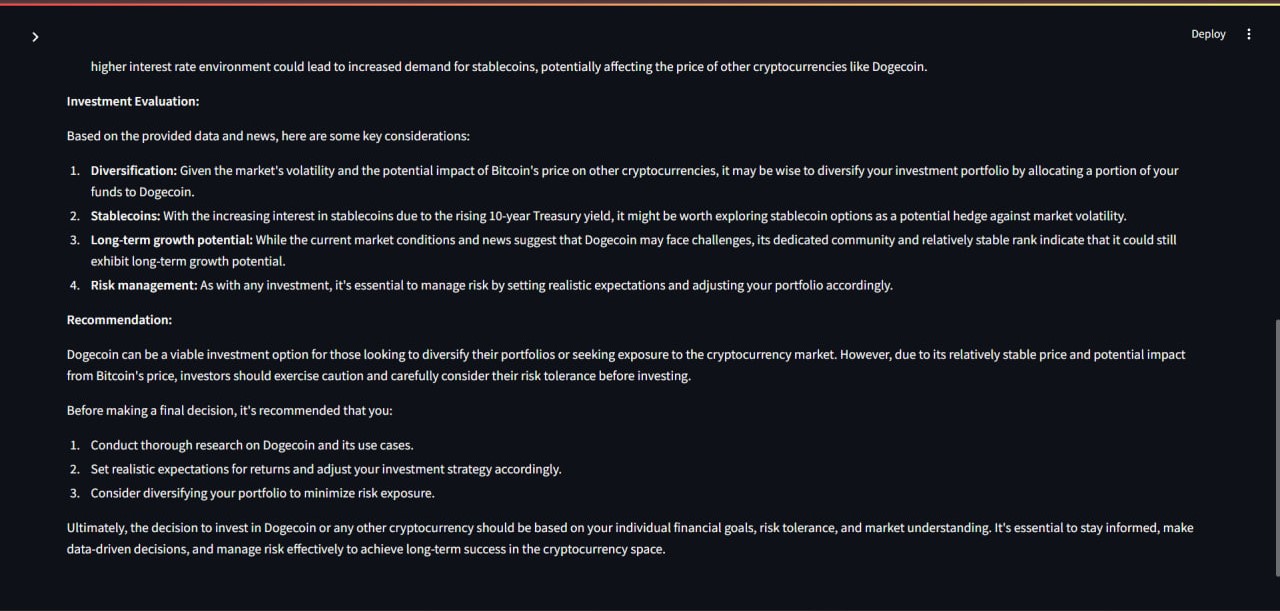 Deploy
higher interest rate environment could lead to increased demand for stablecoins, potentially affecting the price of other cryptocurrencies like Dogecoin.
Investment Evaluation:
Based on the provided data and news, here are some key considerations:
1. Diversification: Given the market's volatility and the potential impact of Bitcoin's price on other cryptocurrencies, it may be wise to diversify your investment portfolio by allocating a portion of your
funds to Dogecoin.
2. Stablecoins: With the increasing interest in stablecoins due to the rising 10-year Treasury yield, it might be worth exploring stablecoin options as a potential hedge against market volatility.
3. Long-term growth potential: While the current market conditions and news suggest that Dogecoin may face challenges, its dedicated community and relatively stable rank indicate that it could still
exhibit long-term growth potential.
4. Risk management: As with any investment, it's essential to manage risk by setting realistic expectations and adjusting your portfolio accordingly.
Recommendation:
Dogecoin can be a viable investment option for those looking to diversify their portfolios or seeking exposure to the cryptocurrency market. However, due to its relatively stable price and potential impact
from Bitcoin's price, investors should exercise caution and carefully consider their risk tolerance before investing.
Before making a final decision, it's recommended that you:
1. Conduct thorough research on Dogecoin and its use cases.
2. Set realistic expectations for returns and adjust your investment strategy accordingly.
3. Consider diversifying your portfolio to minimize risk exposure.
Ultimately, the decision to invest in Dogecoin or any other cryptocurrency should be based on your individual financial goals, risk tolerance, and market understanding. It's essential to stay informed, make
data-driven decisions, and manage risk effectively to achieve long-term success in the cryptocurrency space.